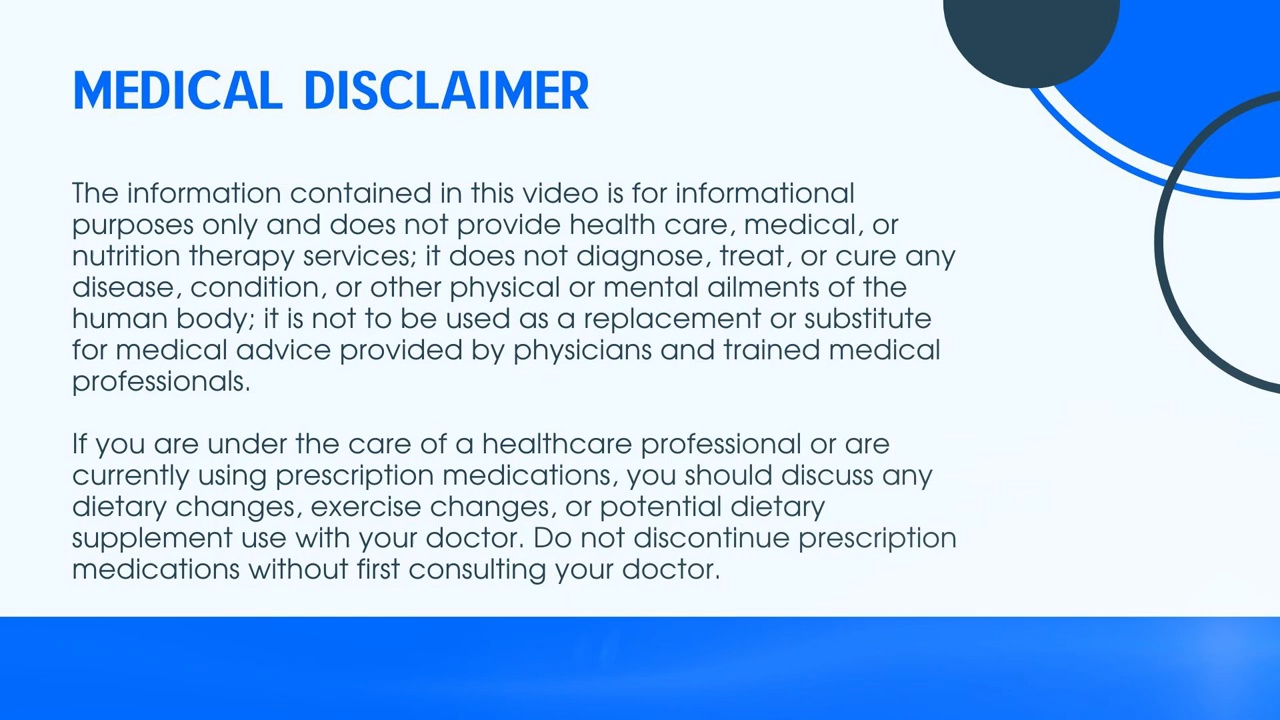 MEDICAL DISCLAIMER
The information contained in this video is for informational
purposes only and does not provide health care, medical, or
nutrition therapy services; it does not diagnose, treat, or cure any
disease, condition, or other physical or mental ailments of the
human body; it is not to be used as a replacement or substitute
for medical advice provided by physicians and trained medical
professionals.
If you are under the care of a healthcare professional or are
currently using prescription medications, you should discuss any
dietary changes, exercise changes, or potential dietary
supplement use with your doctor. Do not discontinue prescription
medications without first consulting your doctor.